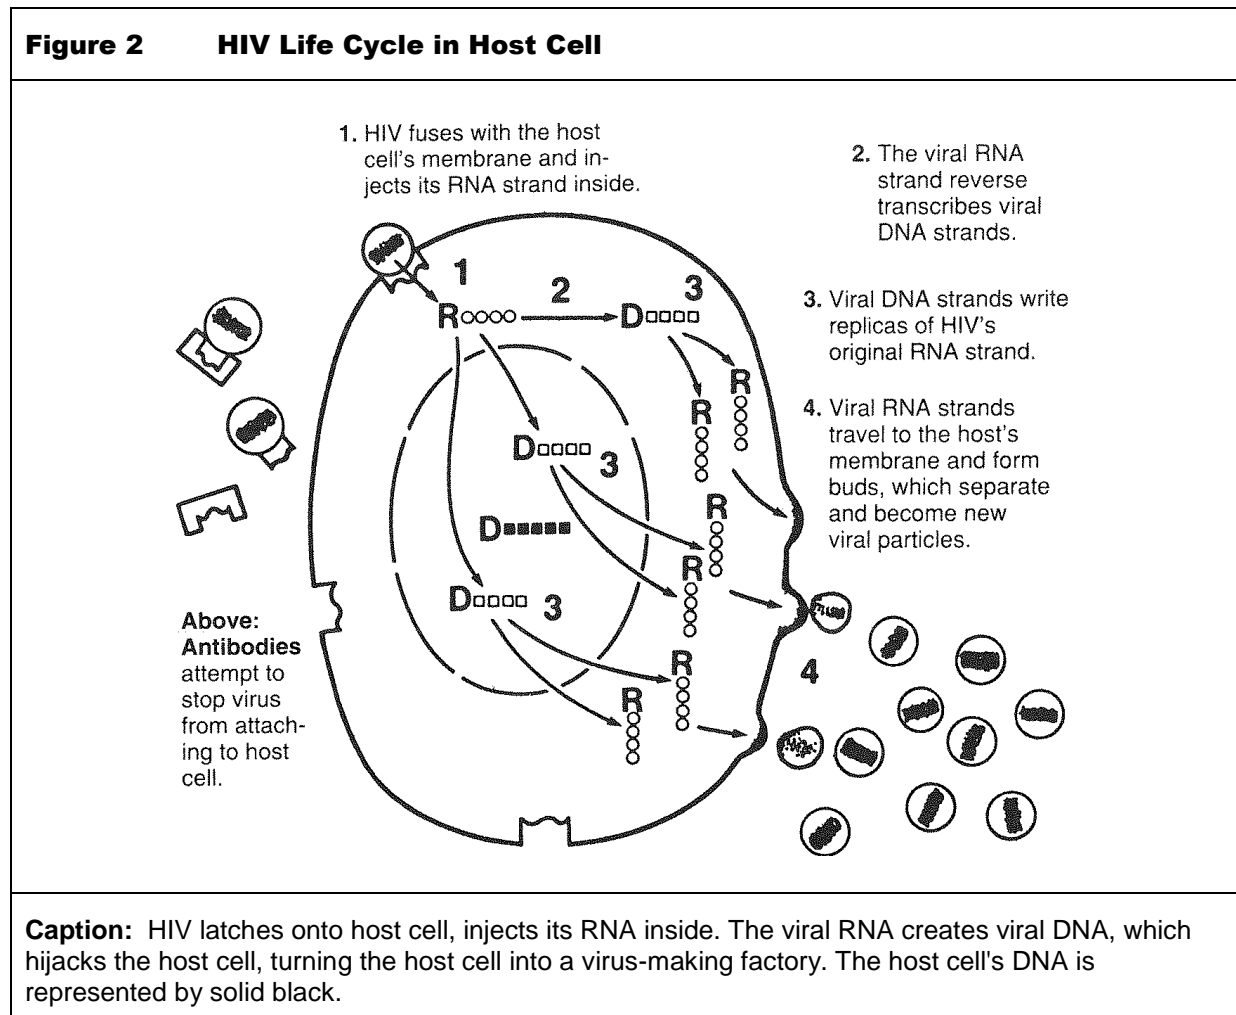 Figure 2 HIV Life Cycle in Host Cell
1. HIV fuses with the host
cell's membrane and in-
jects its RNA strand inside.
2. The viral RNA
strand reverse
transcribes viral
DNA strands.
3. Viral DNA strands write
replicas of HIV's
original RNA strand.
4. Viral RNA strands
travel to the host's
membrane and form
buds, which separate
and become new
viral particles.
1
2
3
R
D
R
R
D
3
R
D
R
D
3
R
R
4
Above:
Antibodies
attempt to
stop virus
from attach-
ing to host
cell.
Caption: HIV latches onto host cell, injects its RNA inside. The viral RNA creates viral DNA, which
hijacks the host cell, turning the host cell into a virus-making factory. The host cell's DNA is
represented by solid black.